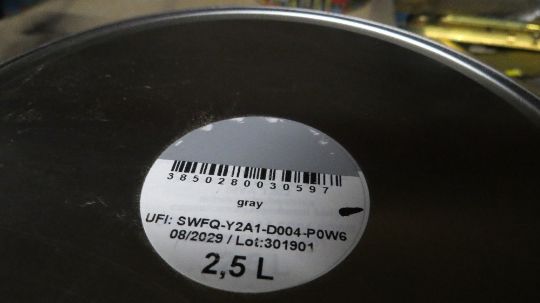 3850280030597
gray
UFI: SWFQ-Y2A1-D004-P0W6
08/2029 / Lot:301901
2,5 L